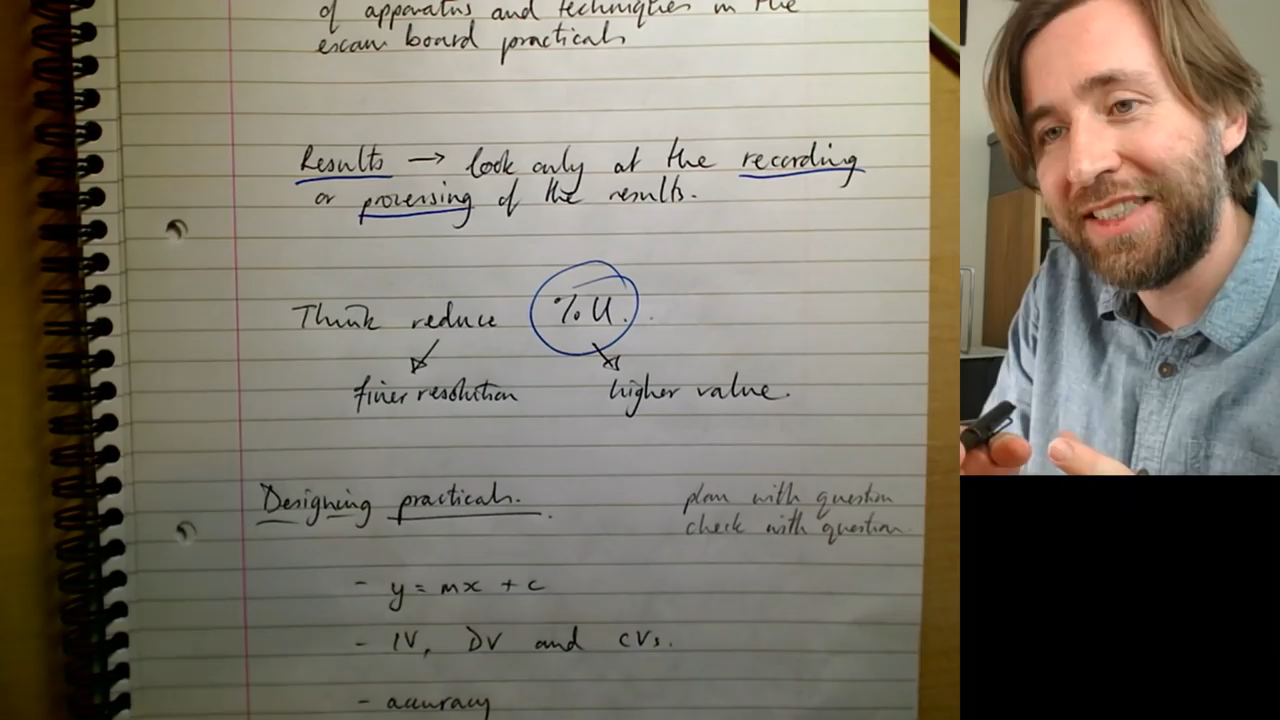 of apparatus and techniques in the
exam board practicals
Results → look only at the recording
or processing of the results.
Think reduce %U.
finer resolution higher value.
Designing practicals.
plan with question
check with question.
- y = mx + c
- IV, DV and CVs.
- accuracy